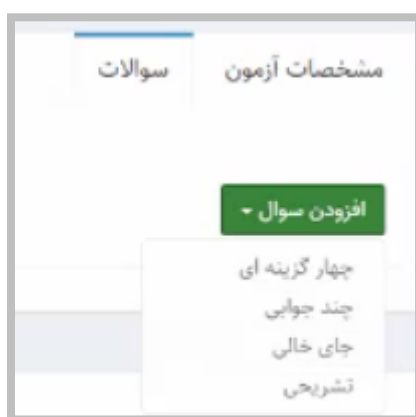 مشخصات آزمون سوالات
افزودن سوال
چهار گزینه ای
چند جوابی
جای خالی
تشریحی